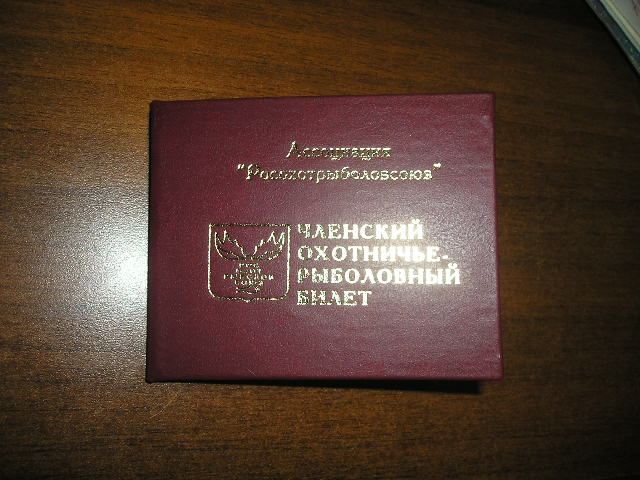 Ассоциация
"Росохотрыболовсоюз"
ЧЛЕНСКИЙ
ОХОТНИЧЬЕ-
РЫБОЛОВНЫЙ
БИЛЕТ